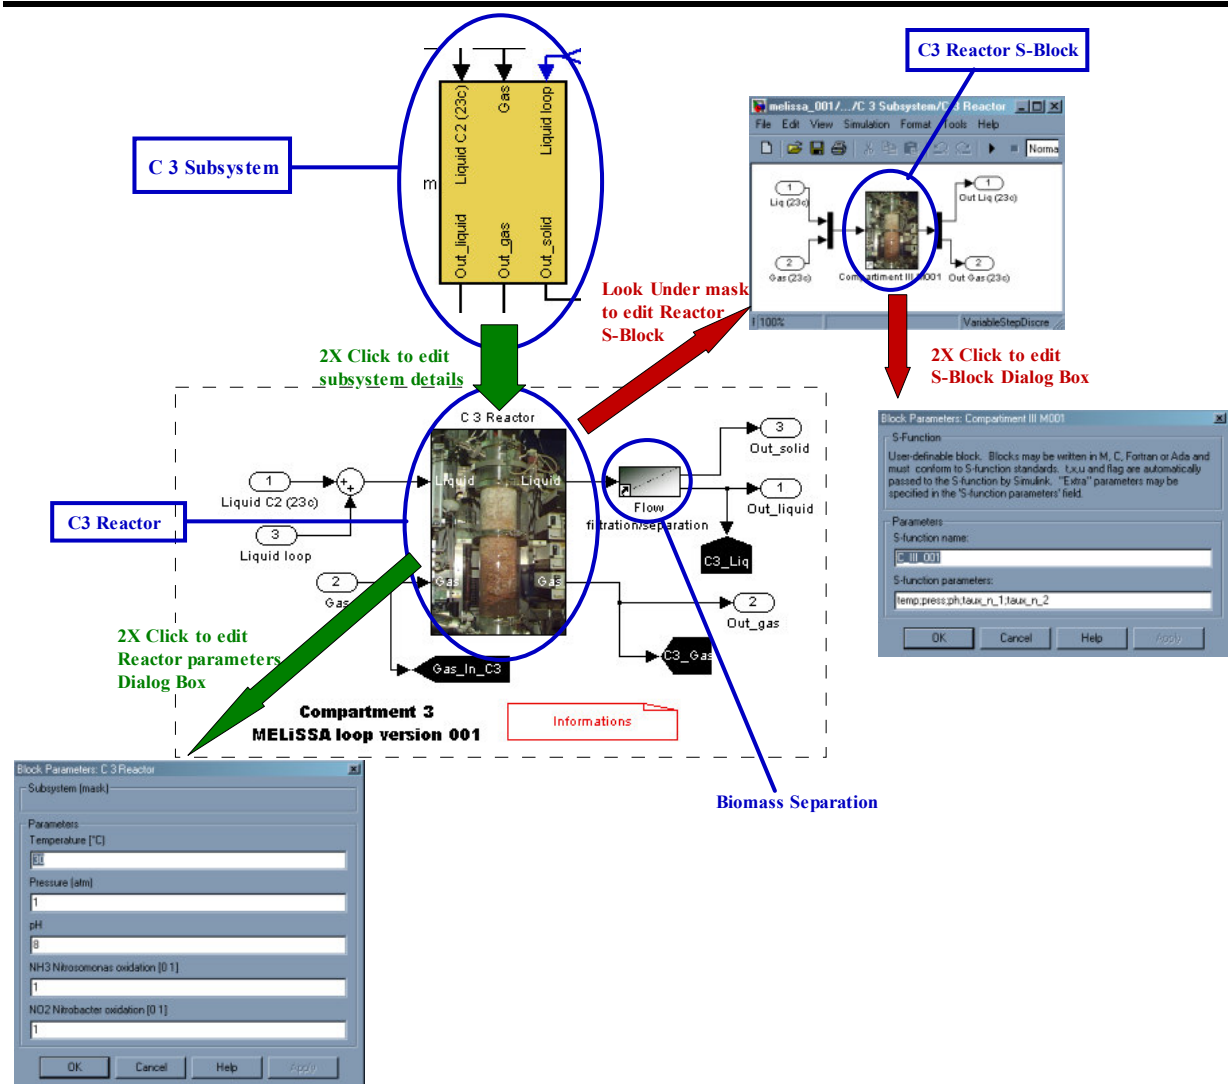 C3 Reactor S-Block
C 3 Subsystem
Liquid C2 (23c)
Gas
Liquid loop
m
Out_liquid
Out_gas
Out_solid
melissa_001/.../C 3 Subsystem/C 3 Reactor
File Edit View Simulation Format Tools Help
Norma
1
Liq (23c)
2
Gas (23c)
Compartment III M001
1
Out Liq (23c)
2
Out Gas (23c)
100%
VariableStepDiscre
Look Under mask
to edit Reactor
S-Block
2X Click to edit
subsystem details
2X Click to edit
S-Block Dialog Box
C 3 Reactor
1
Liquid C2 (23c)
3
Liquid loop
2
Gas
Liquid
Liquid
Gas
Gas
Flow
filtration/separation
3
Out_solid
1
Out_liquid
C3_Liq
2
Out_gas
C3_Gas
Gas_In_C3
C3 Reactor
2X Click to edit
Reactor parameters
Dialog Box
Compartment 3
MELiSSA loop version 001
Informations
Biomass Separation
Block Parameters: Compartment III M001
S-Function
User-definable block. Blocks may be written in M, C, Fortran or Ada and
must conform to S-function standards. t,x,u and flag are automatically
passed to the S-function by Simulink. "Extra" parameters may be
specified in the 'S-function parameters' field.
Parameters
S-function name:
C_III_001
S-function parameters:
temp;press;ph;taux_n_1;taux_n_2
OK Cancel Help Apply
Block Parameters: C 3 Reactor
Subsystem (mask)
Parameters
Temperature [°C]
30
Pressure (atm)
1
pH
8
NH3 Nitrosomonas oxidation [0 1]
1
NO2 Nitrobacter oxidation [0 1]
1
OK Cancel Help Apply